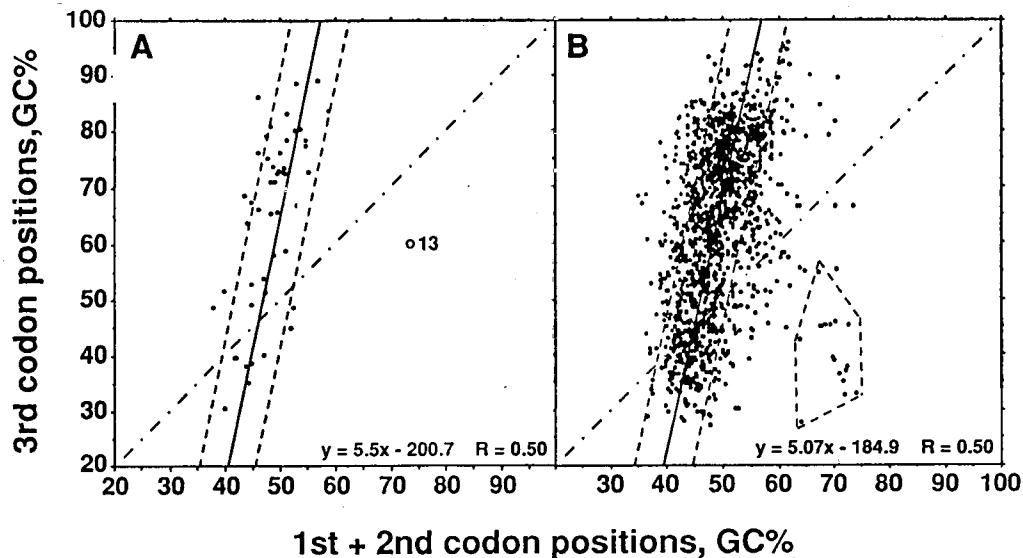 3rd codon positions,GC%
100
90
80
70
60
50
40
30
20
A
13
y = 5.5x - 200.7 R = 0.50
B
y = 5.07x - 184.9 R = 0.50
20 30 40 50 60 70 80 90
30 40 50 60 70 80 90 100
1st + 2nd codon positions, GC%